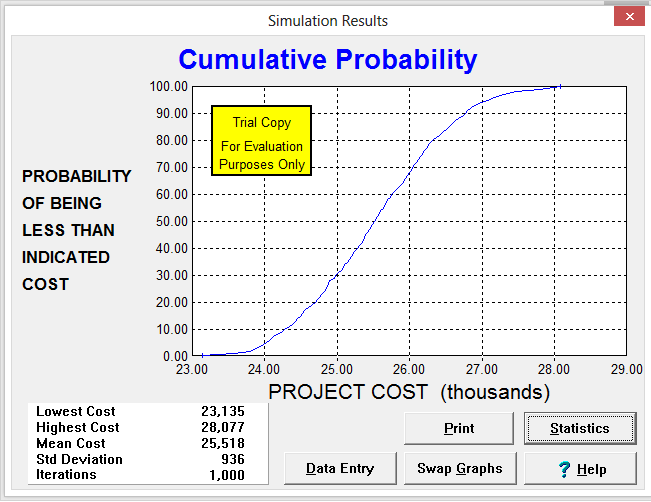 Simulation Results
Cumulative Probability
100.00
90.00
80.00
70.00
60.00
50.00
40.00
30.00
20.00
10.00
0.00
Trial Copy
For Evaluation
Purposes Only
PROBABILITY
OF BEING
LESS THAN
INDICATED
COST
23.00 24.00 25.00 26.00 27.00 28.00 29.00
PROJECT COST (thousands)
Lowest Cost 23,135
Highest Cost 28,077
Mean Cost 25,518
Std Deviation 936
Iterations 1,000
Print
Statistics
Data Entry
Swap Graphs
? Help